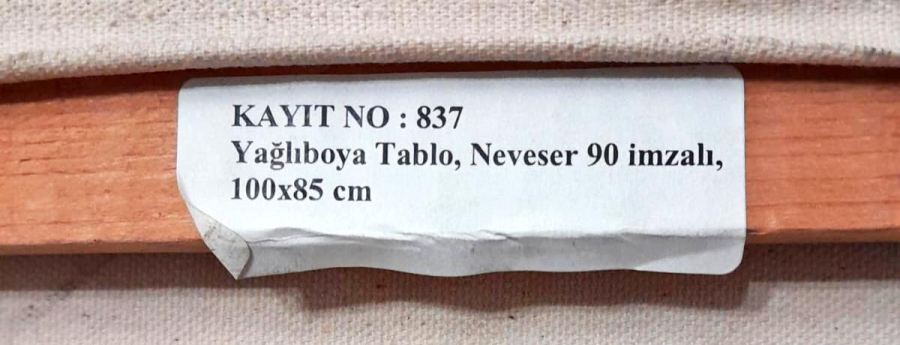 KAYIT NO : 837
Yağlıboya Tablo, Neveser 90 imzalı,
100x85 cm